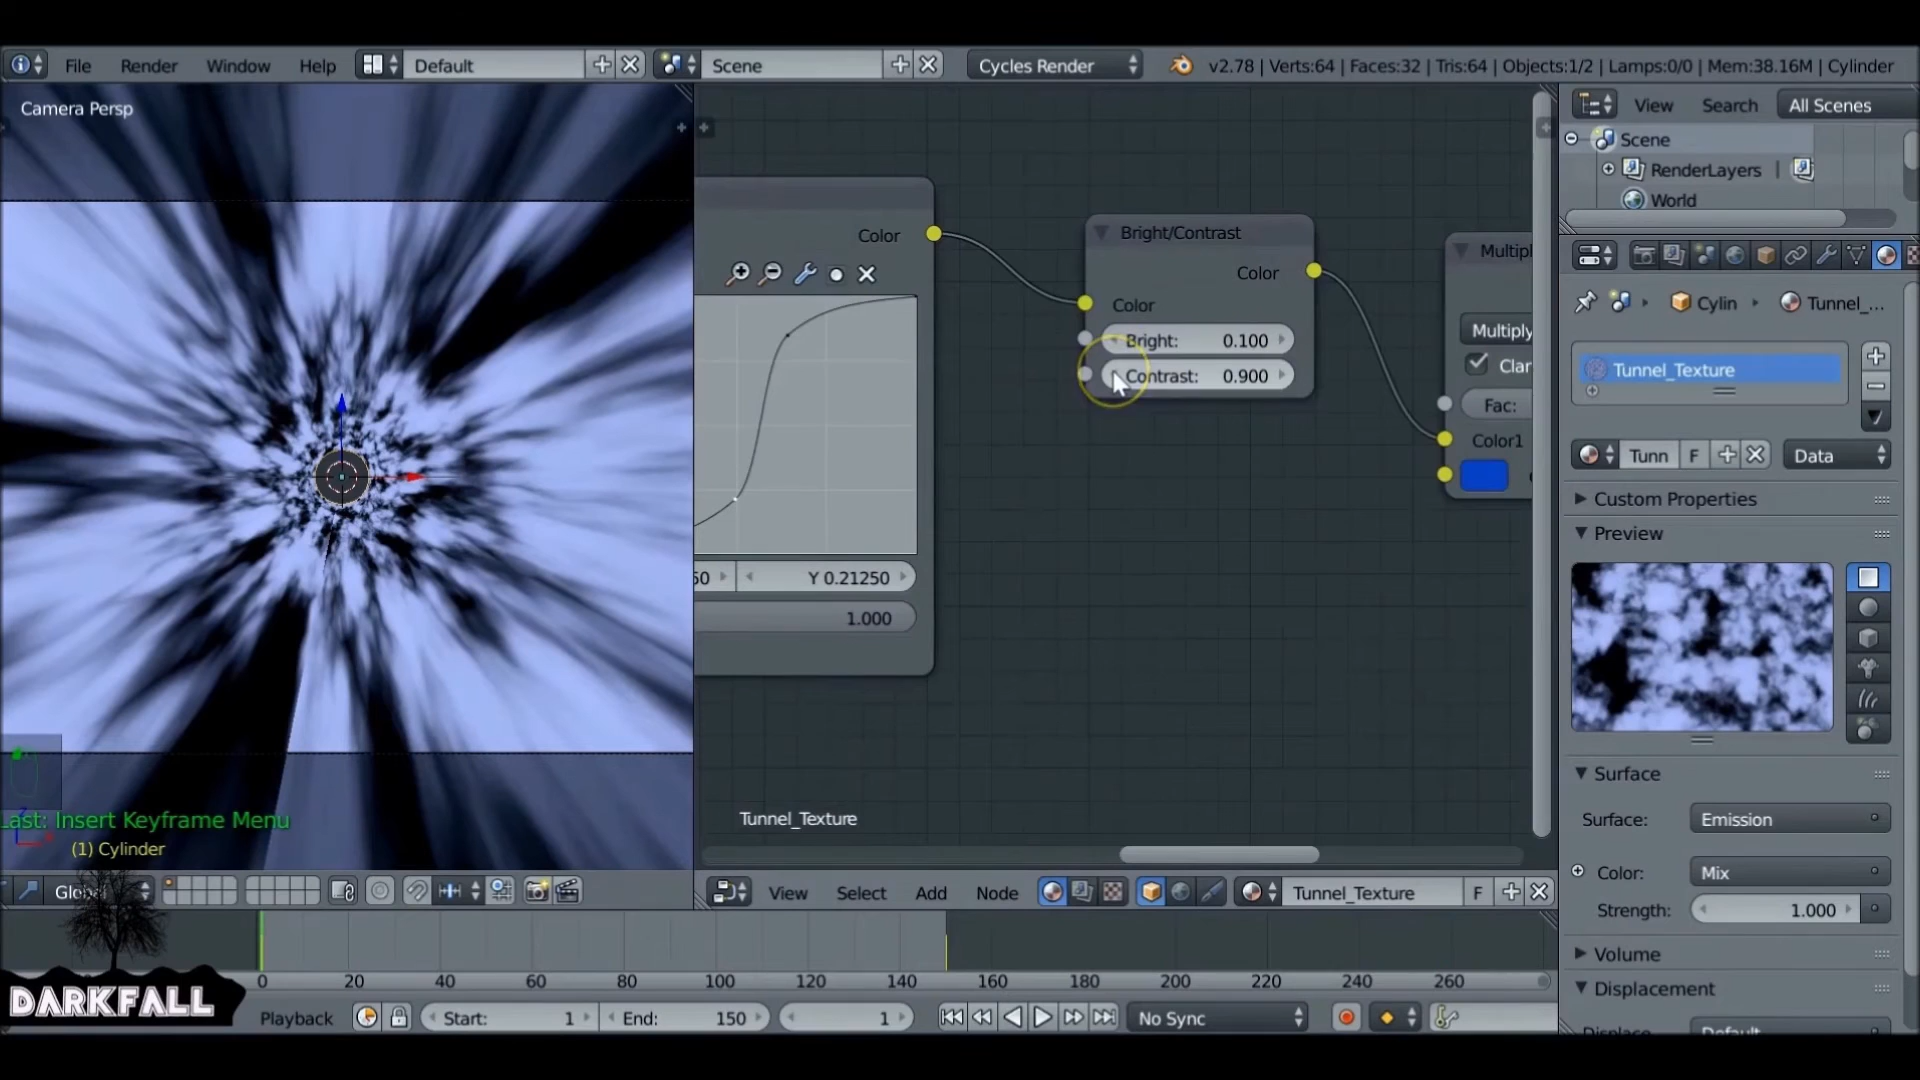 File Render Window Help Default Scene Cycles Render v2.78 | Verts:64 | Faces:32 | Tris:64 | Objects:1/2 | Lamps:0/0 | Mem:38.16M | Cylinder
Camera Persp
View Search All Scenes
Scene
RenderLayers
World
Color
Bright/Contrast
Color
Color
Bright: 0.100
Contrast: 0.900
Multipl
Multiply
Clar
Fac:
Color1
Y 0.21250
1.000
Cylin Tunnel_...
Tunnel_Texture
Tunn F Data
Custom Properties
Preview
Surface
Surface: Emission
Color: Mix
Strength: 1.000
Volume
Displacement
Default
Tunnel_Texture
Last: Insert Keyframe Menu
(1) Cylinder
View Select Add Node Tunnel_Texture F
0 20 40 60 80 100 120 140 160 180 200 220 240 260
DARKFALL
Playback Start: 1 End: 150 1 No Sync